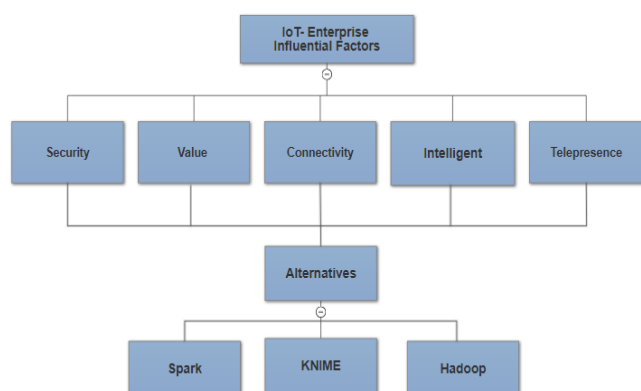 IoT- Enterprise
Influential Factors
Security
Value
Connectivity
Intelligent
Telepresence
Alternatives
Spark
KNIME
Hadoop